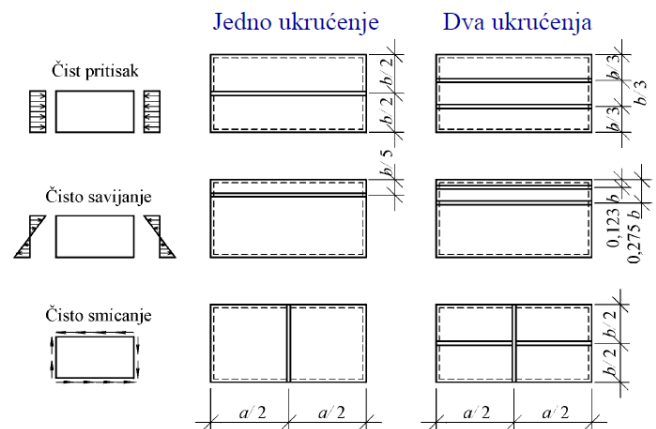 Jedno ukrućenje
Dva ukrućenja
Čist pritisak
b/2
b/2
b/3
b/3
b/3
Čisto savijanje
b/5
0,123 b
0,275 b
Čisto smicanje
b/2
b/2
a/2
a/2
a/2
a/2